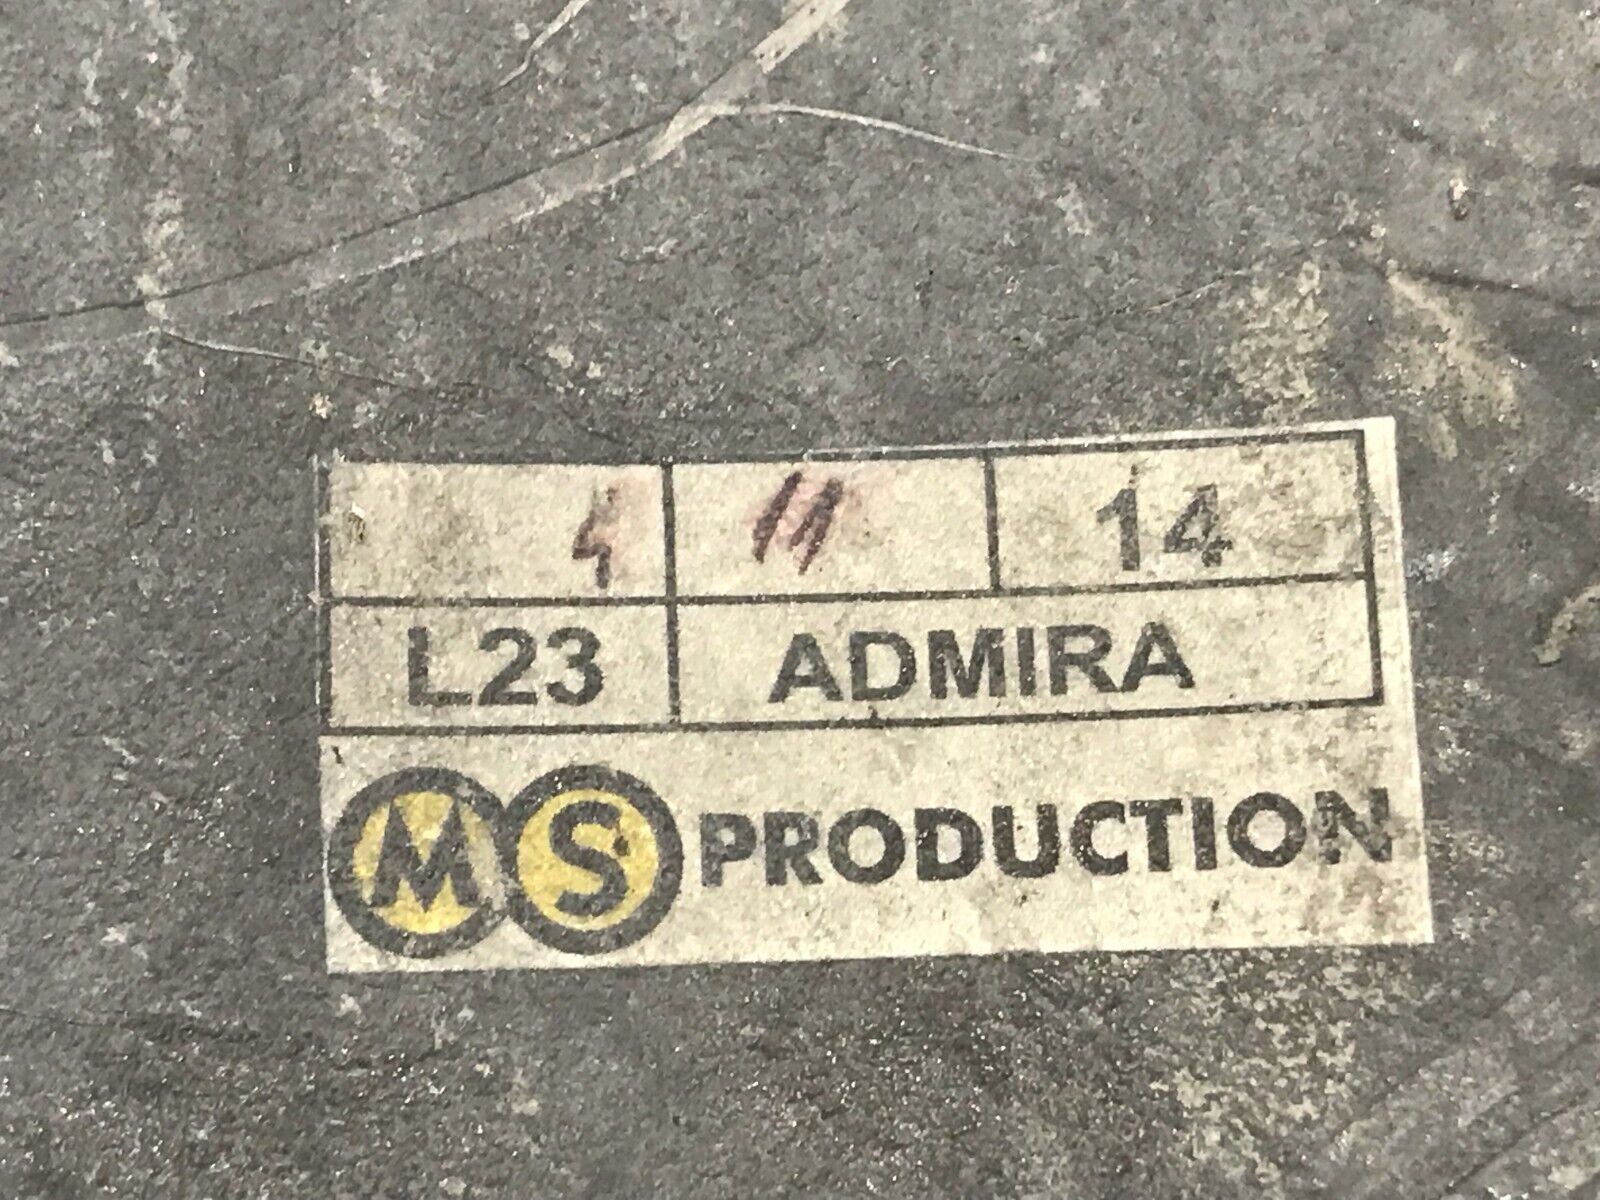 4 11 14
L23 ADMIRA
MS PRODUCTION